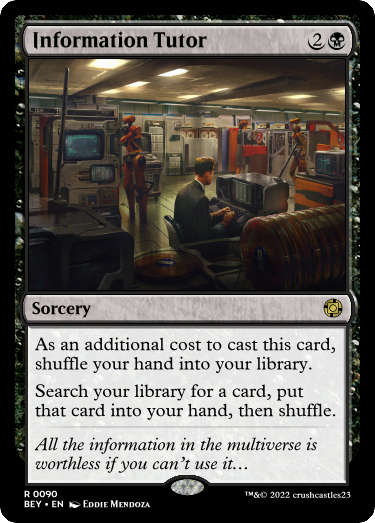 Information Tutor 2
Sorcery
As an additional cost to cast this card,
shuffle your hand into your library.
Search your library for a card, put
that card into your hand, then shuffle.
All the information in the multiverse is
worthless if you can't use it…
R 0090
BEY • EN Eddie Mendoza
™&© 2022 crushcastles23